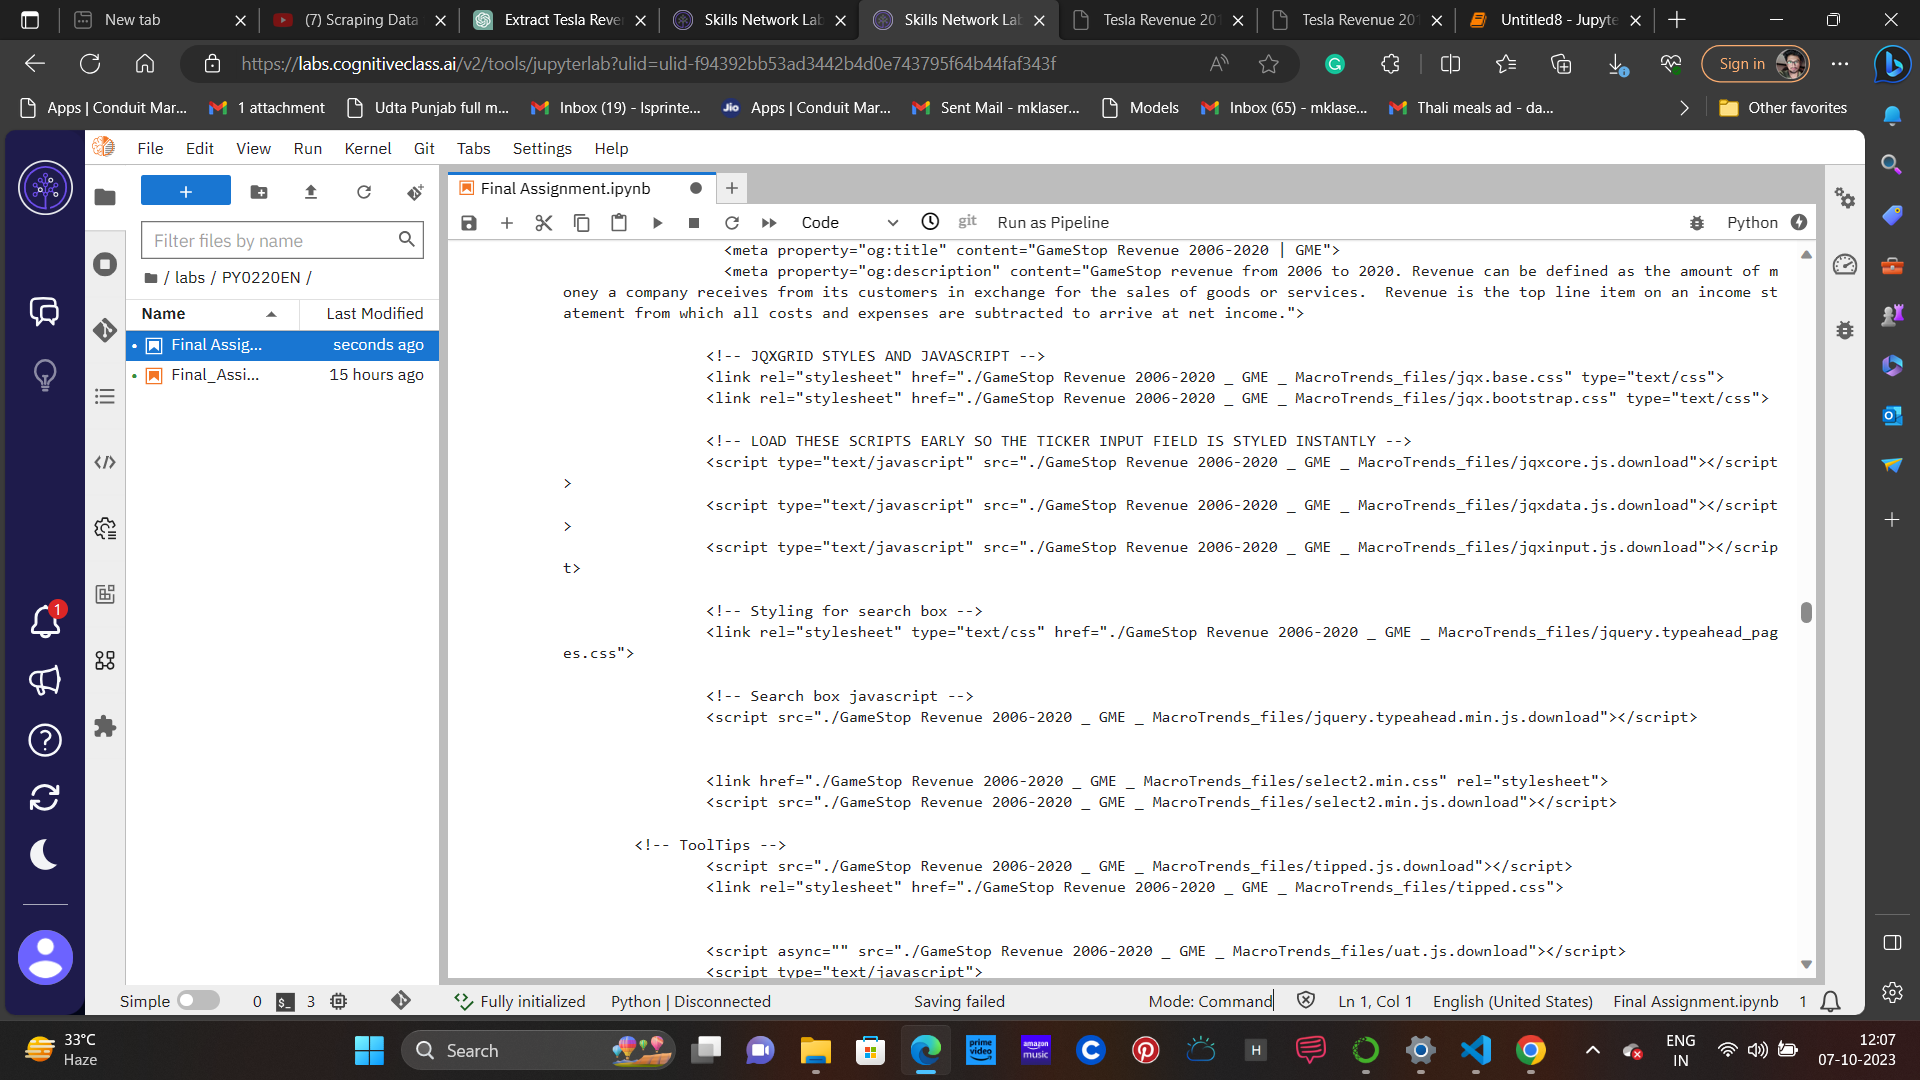 New tab
(7) Scraping Data
Extract Tesla Reve
Skills Network Lab
Skills Network Lab
Tesla Revenue 201
Tesla Revenue 201
Untitled8 - Jupyte
https://labs.cognitiveclass.ai/v2/tools/jupyterlab?ulid=ulid-f94392bb53ad3442b4d0e743795f64b44faf343f
Sign in
Apps | Conduit Mar...
1 attachment
Udta Punjab full m...
Inbox (19) - lsprinte...
Jio
Apps | Conduit Mar...
Sent Mail - mklaser...
Models
Inbox (65) - mklase...
Thali meals ad - da...
Other favorites
File Edit View Run Kernel Git Tabs Settings Help
Filter files by name
/ labs / PY0220EN /
Name
Last Modified
Final Assig...
seconds ago
Final_Assi...
15 hours ago
1
Final Assignment.ipynb
Code
git
Run as Pipeline
Python
<meta property="og:title" content="GameStop Revenue 2006-2020 | GME">
<meta property="og:description" content="GameStop revenue from 2006 to 2020. Revenue can be defined as the amount of m
oney a company receives from its customers in exchange for the sales of goods or services.  Revenue is the top line item on an income st
atement from which all costs and expenses are subtracted to arrive at net income.">
<!-- JQXGRID STYLES AND JAVASCRIPT -->
<link rel="stylesheet" href="./GameStop Revenue 2006-2020 _ GME _ MacroTrends_files/jqx.base.css" type="text/css">
<link rel="stylesheet" href="./GameStop Revenue 2006-2020 _ GME _ MacroTrends_files/jqx.bootstrap.css" type="text/css">
<!-- LOAD THESE SCRIPTS EARLY SO THE TICKER INPUT FIELD IS STYLED INSTANTLY -->
<script type="text/javascript" src="./GameStop Revenue 2006-2020 _ GME _ MacroTrends_files/jqxcore.js.download"></script
>
<script type="text/javascript" src="./GameStop Revenue 2006-2020 _ GME _ MacroTrends_files/jqxdata.js.download"></script
>
<script type="text/javascript" src="./GameStop Revenue 2006-2020 _ GME _ MacroTrends_files/jqxinput.js.download"></scrip
t>
<!-- Styling for search box -->
<link rel="stylesheet" type="text/css" href="./GameStop Revenue 2006-2020 _ GME _ MacroTrends_files/jquery.typeahead_pag
es.css">
<!-- Search box javascript -->
<script src="./GameStop Revenue 2006-2020 _ GME _ MacroTrends_files/jquery.typeahead.min.js.download"></script>
<link href="./GameStop Revenue 2006-2020 _ GME _ MacroTrends_files/select2.min.css" rel="stylesheet">
<script src="./GameStop Revenue 2006-2020 _ GME _ MacroTrends_files/select2.min.js.download"></script>
<!-- ToolTips -->
<script src="./GameStop Revenue 2006-2020 _ GME _ MacroTrends_files/tipped.js.download"></script>
<link rel="stylesheet" href="./GameStop Revenue 2006-2020 _ GME _ MacroTrends_files/tipped.css">
<script async="" src="./GameStop Revenue 2006-2020 _ GME _ MacroTrends_files/uat.js.download"></script>
<script type="text/javascript">
Simple 0 $_ 3 Fully initialized Python | Disconnected Saving failed Mode: Command Ln 1, Col 1 English (United States) Final Assignment.ipynb 1
33°C
Haze
Search
prime video
amazon music
H
ENG
IN
12:07
07-10-2023